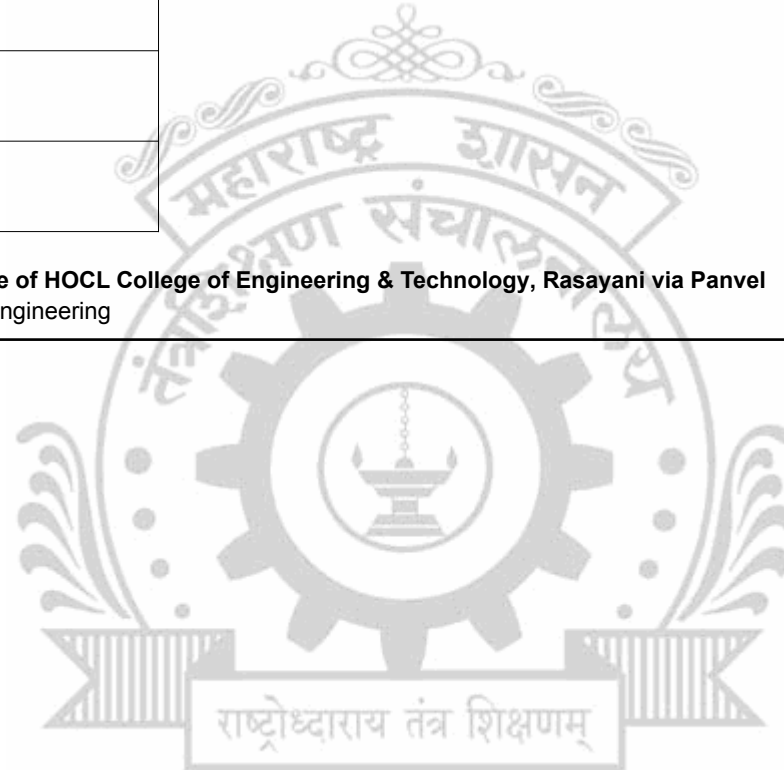 महाराष्ट्र शासन
तंत्रशिक्षण संचालनालय
e of HOCL College of Engineering & Technology, Rasayani via Panvel
ngineering
राष्ट्रोध्दाराय तंत्र शिक्षणम्